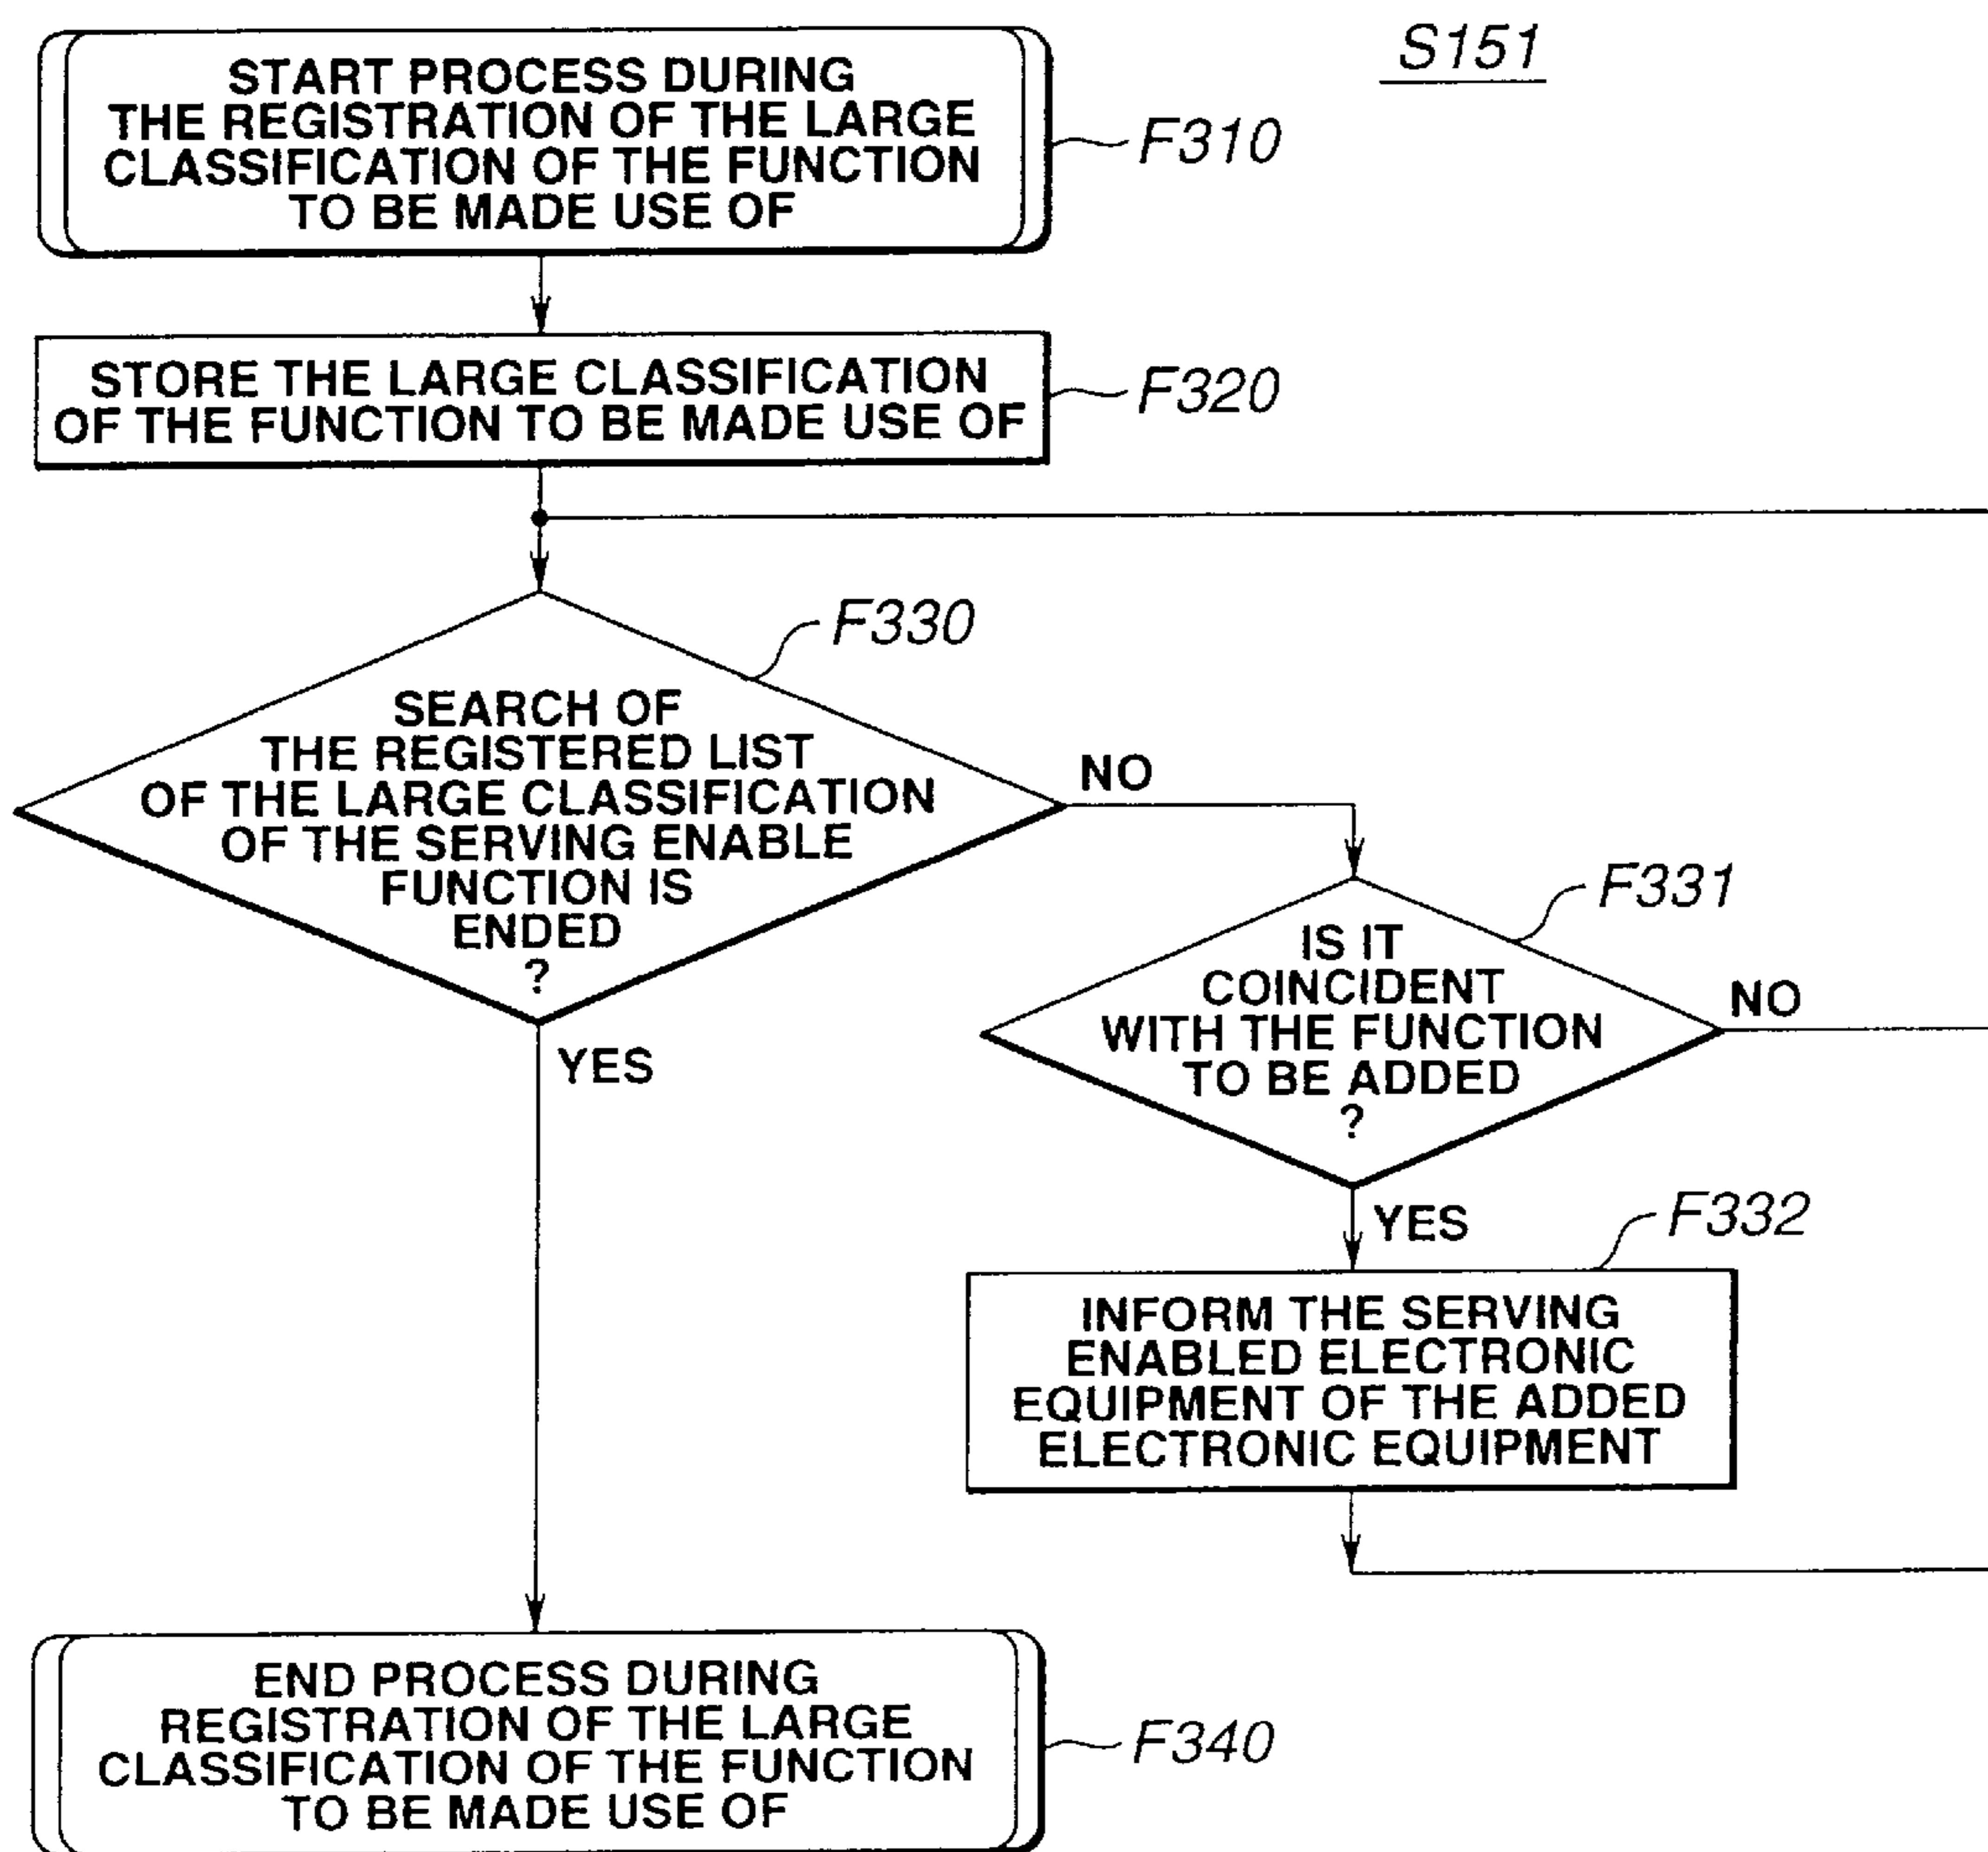 S151
START PROCESS DURING
THE REGISTRATION OF THE LARGE
CLASSIFICATION OF THE FUNCTION
TO BE MADE USE OF
F310
STORE THE LARGE CLASSIFICATION
OF THE FUNCTION TO BE MADE USE OF
F320
F330
SEARCH OF
THE REGISTERED LIST
OF THE LARGE CLASSIFICATION
OF THE SERVING ENABLE
FUNCTION IS
ENDED
?
NO
YES
F331
IS IT
COINCIDENT
WITH THE FUNCTION
TO BE ADDED
?
NO
YES
F332
INFORM THE SERVING
ENABLED ELECTRONIC
EQUIPMENT OF THE ADDED
ELECTRONIC EQUIPMENT
END PROCESS DURING
REGISTRATION OF THE LARGE
CLASSIFICATION OF THE FUNCTION
TO BE MADE USE OF
F340